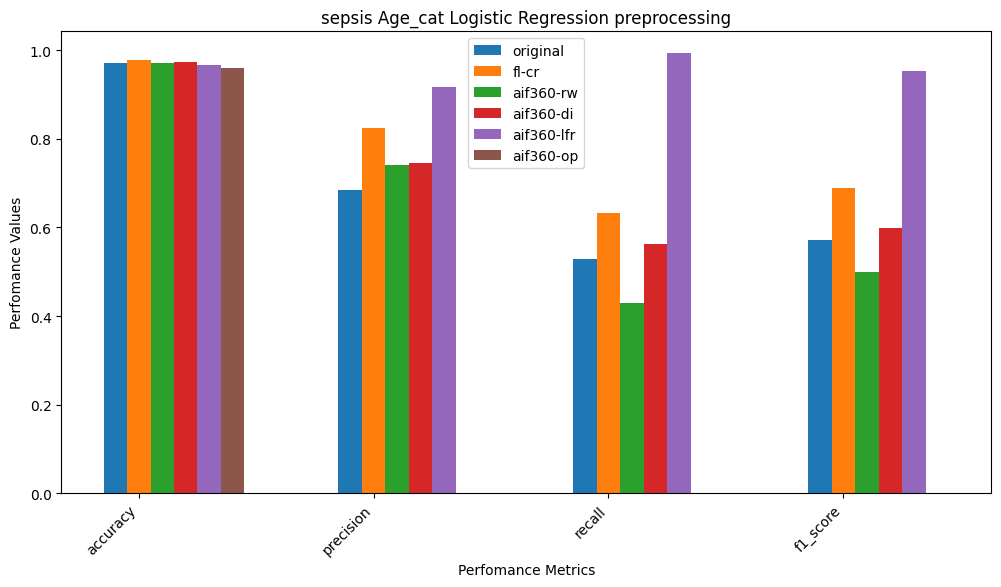 sepsis Age_cat Logistic Regression preprocessing
original
fl-cr
aif360-rw
aif360-di
aif360-lfr
aif360-op
Perfomance Values
1.0
0.8
0.6
0.4
0.2
0.0
accuracy
precision
recall
f1_score
Perfomance Metrics